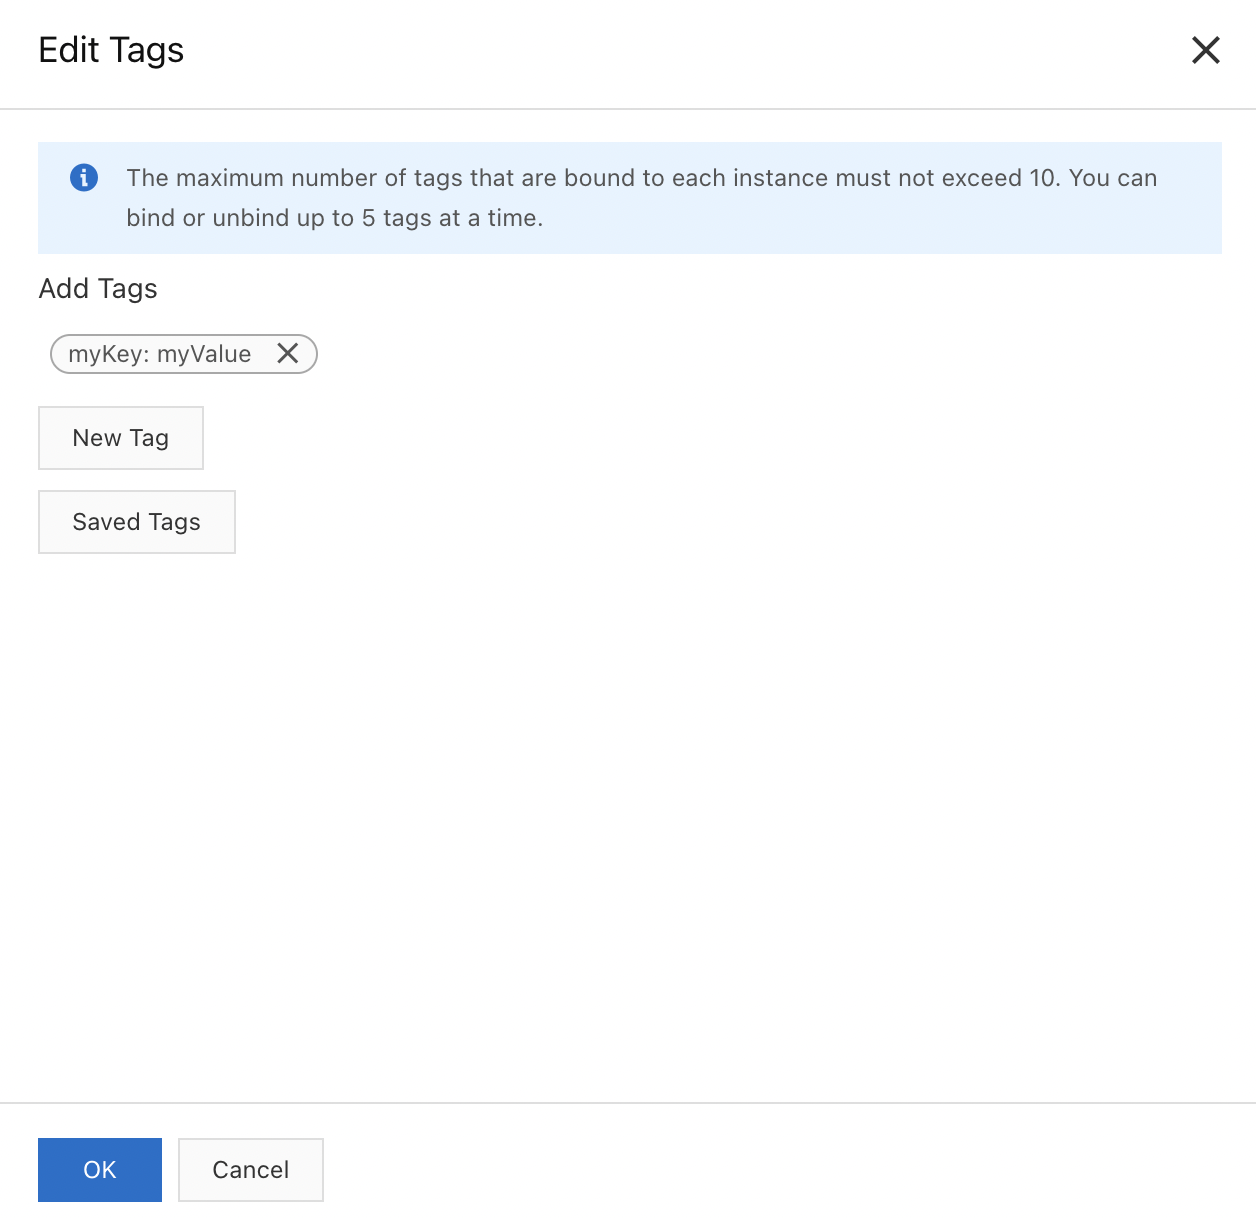 Edit Tags
The maximum number of tags that are bound to each instance must not exceed 10. You can
bind or unbind up to 5 tags at a time.
Add Tags
myKey: myValue
New Tag
Saved Tags
OK
Cancel